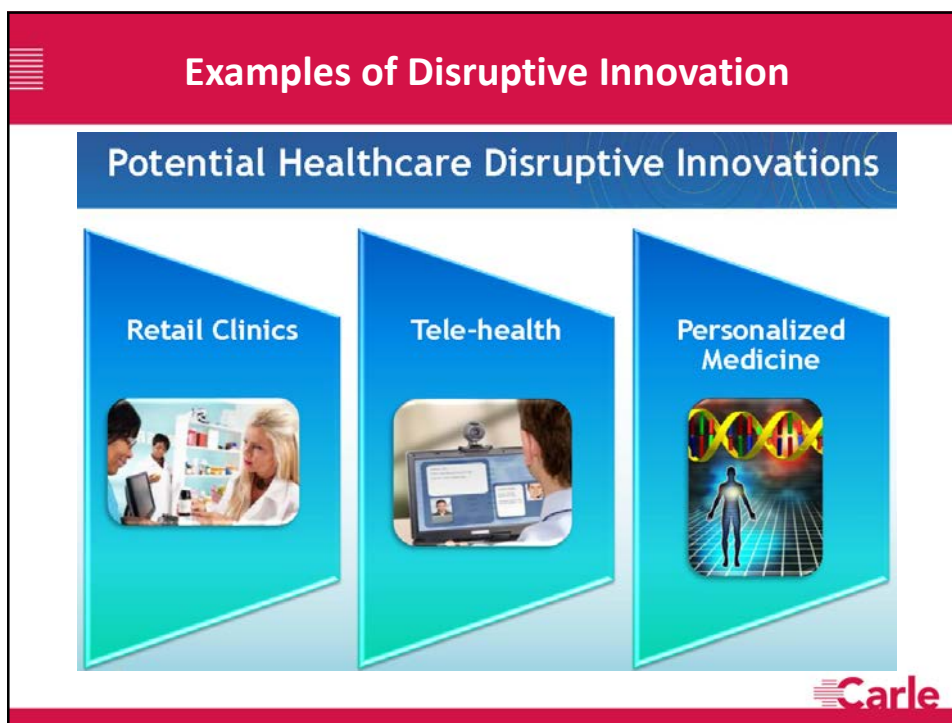 Examples of Disruptive Innovation
Potential Healthcare Disruptive Innovations
Retail Clinics
Tele-health
Personalized
Medicine
Carle